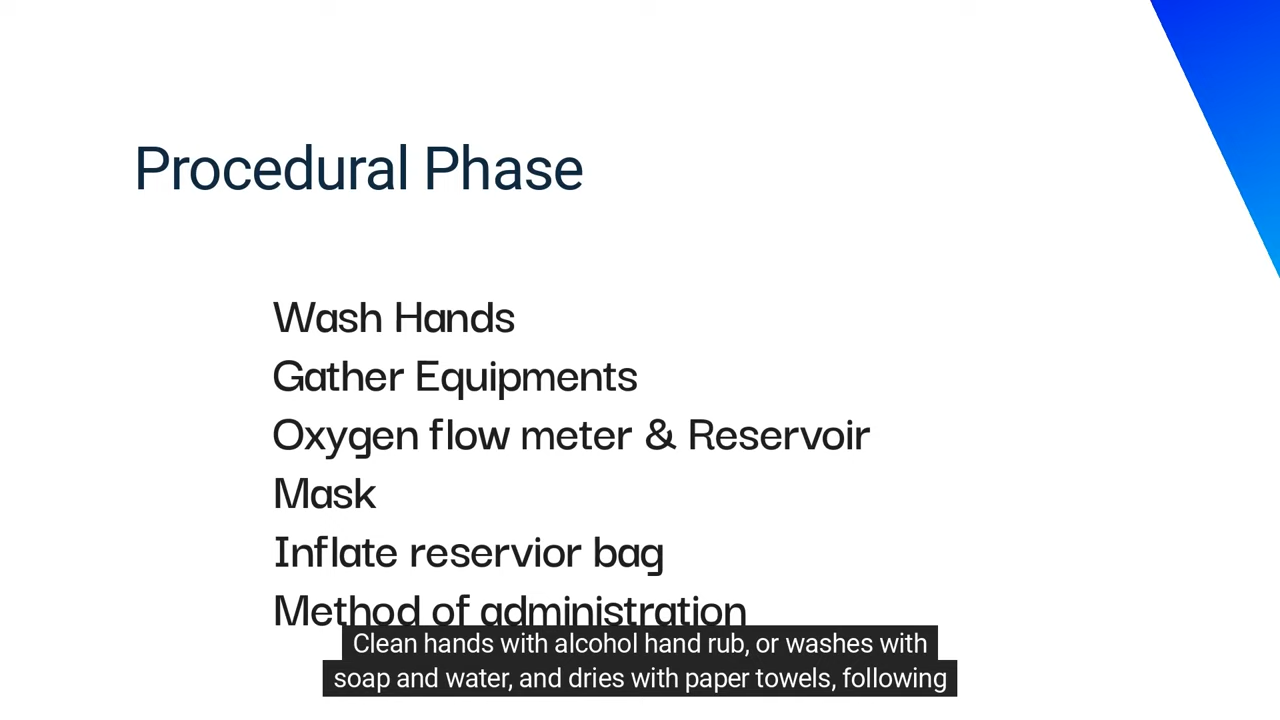 Procedural Phase
Wash Hands
Gather Equipments
Oxygen flow meter & Reservoir
Mask
Inflate reservior bag
Method of administration
Clean hands with alcohol hand rub, or washes with
soap and water, and dries with paper towels, following